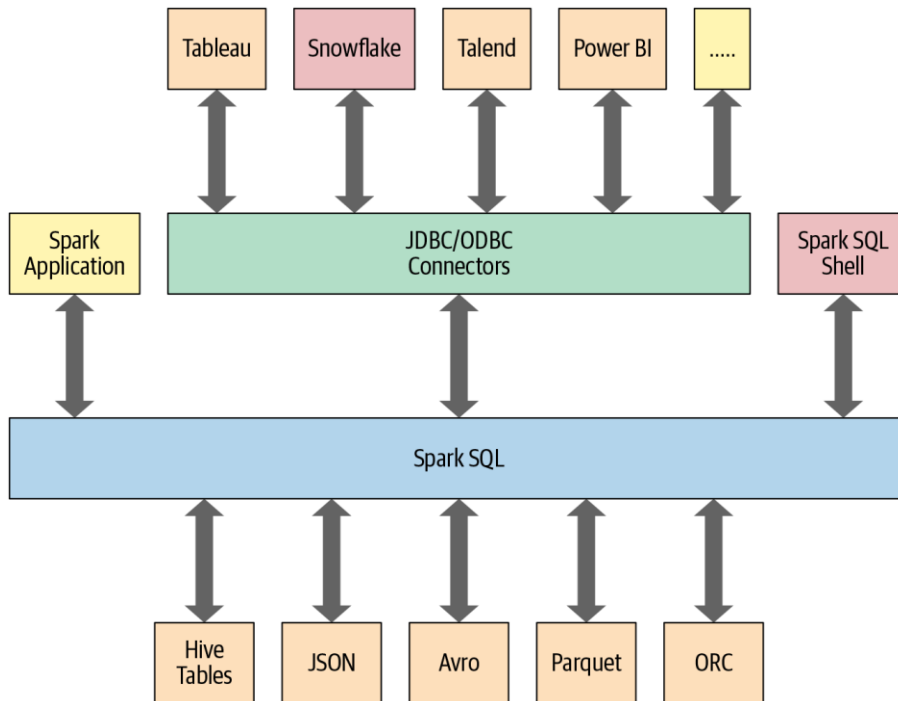 Tableau
Snowflake
Talend
Power BI
.....
Spark
Application
JDBC/ODBC
Connectors
Spark SQL
Shell
Spark SQL
Hive
Tables
JSON
Avro
Parquet
ORC